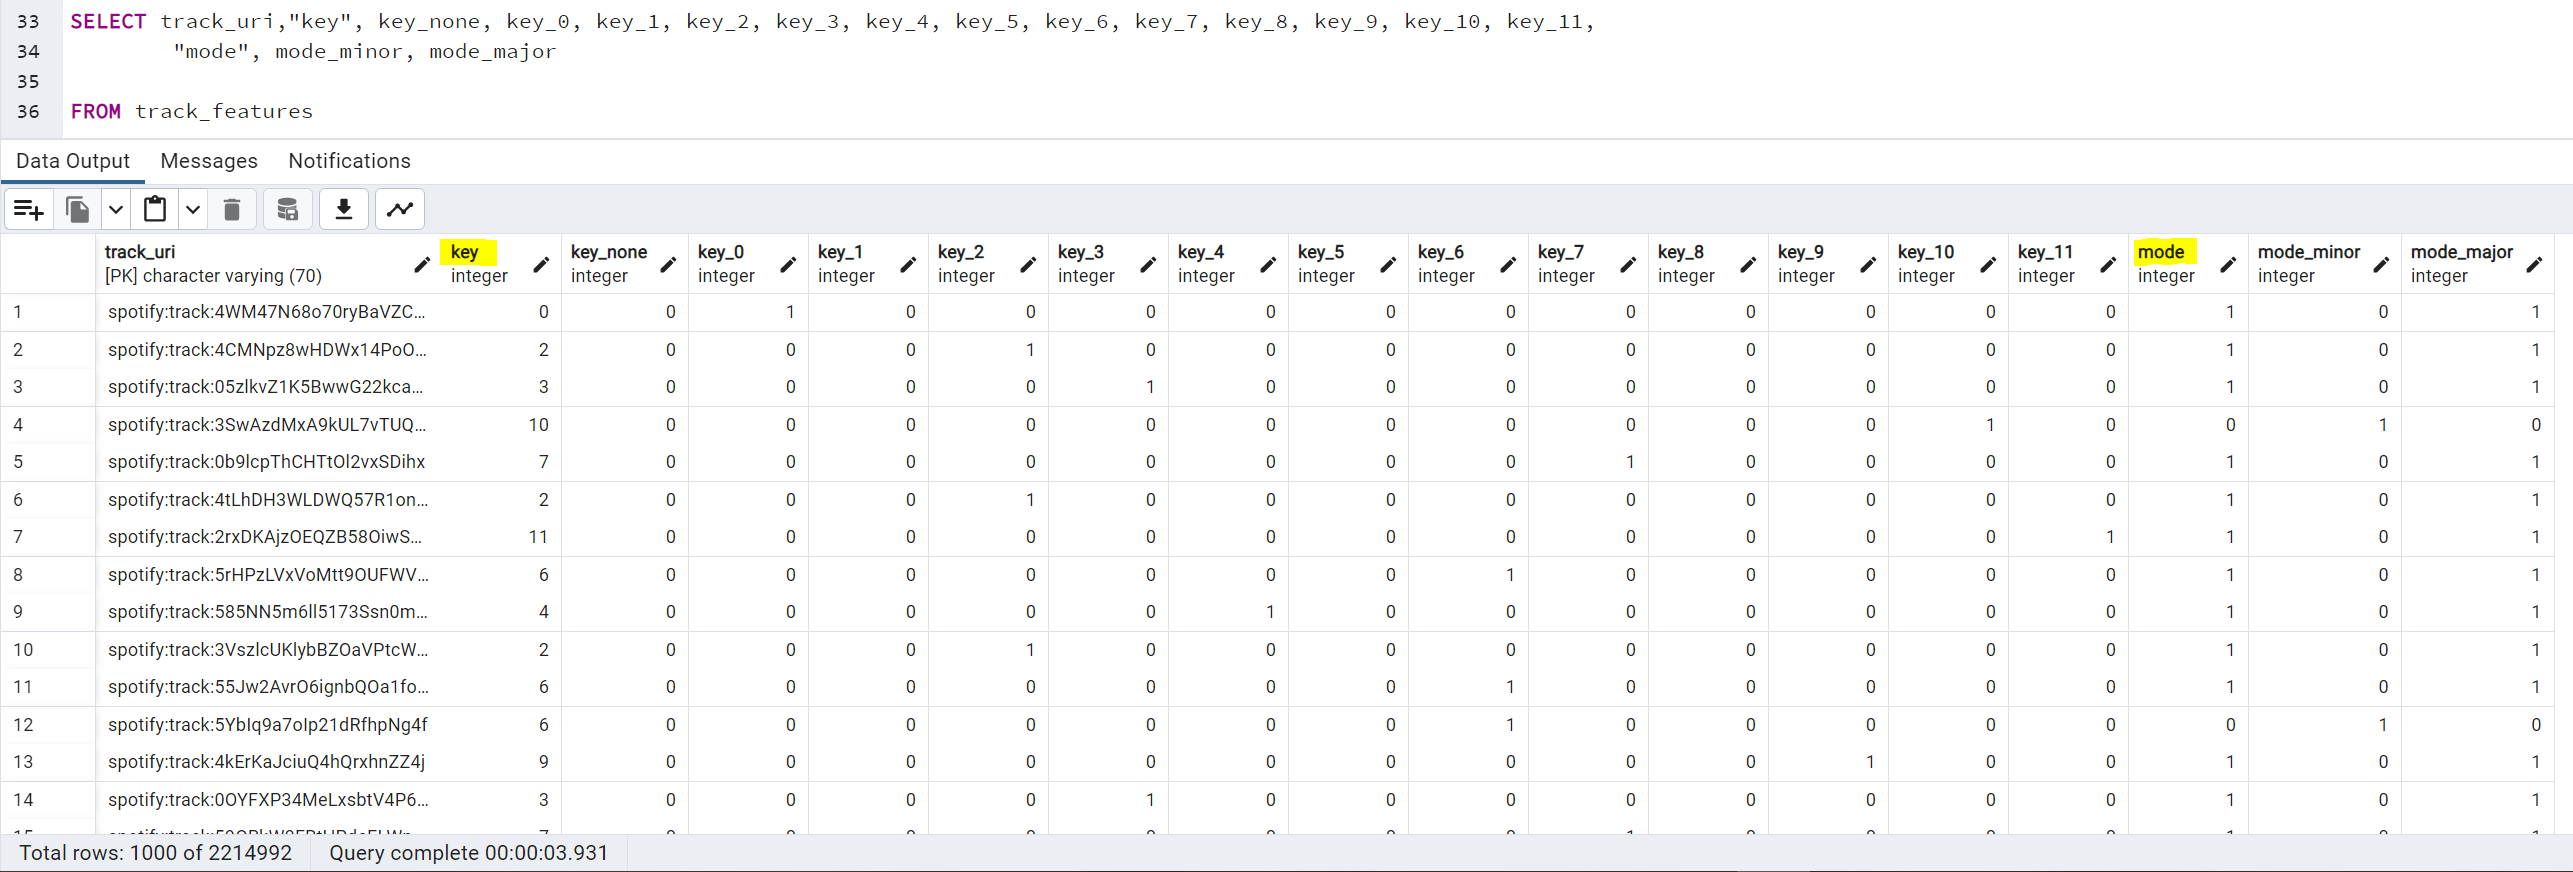 33 SELECT track_uri,"key", key_none, key_0, key_1, key_2, key_3, key_4, key_5, key_6, key_7, key_8, key_9, key_10, key_11,
34 "mode", mode_minor, mode_major
35
36 FROM track_features
Data Output Messages Notifications
track_uri key key_none key_0 key_1 key_2 key_3 key_4 key_5 key_6 key_7 key_8 key_9 key_10 key_11 mode mode_minor mode_major
[PK] character varying (70) integer integer integer integer integer integer integer integer integer integer integer integer integer integer integer integer integer
1 spotify:track:4WM47N68o70ryBaVZC... 0 0 1 0 0 0 0 0 0 0 0 0 0 0 1 0 1
2 spotify:track:4CMNpz8wHDWx14PoO... 2 0 0 0 1 0 0 0 0 0 0 0 0 0 1 0 1
3 spotify:track:05zlkvZ1K5BwwG22kca... 3 0 0 0 0 1 0 0 0 0 0 0 0 0 1 0 1
4 spotify:track:3SwAzdMxA9kUL7vTUQ... 10 0 0 0 0 0 0 0 0 0 0 0 1 0 0 1 0
5 spotify:track:0b9lcpThCHTtOl2vxSDihx 7 0 0 0 0 0 0 0 0 1 0 0 0 0 1 0 1
6 spotify:track:4tLhDH3WLDWQ57R1on... 2 0 0 0 1 0 0 0 0 0 0 0 0 0 1 0 1
7 spotify:track:2rxDKAjzOEQZB58OiwS... 11 0 0 0 0 0 0 0 0 0 0 0 0 1 1 0 1
8 spotify:track:5rHPzLVxVoMtt9OUFWV... 6 0 0 0 0 0 0 0 1 0 0 0 0 0 1 0 1
9 spotify:track:585NN5m6ll5173Ssn0m... 4 0 0 0 0 0 1 0 0 0 0 0 0 0 1 0 1
10 spotify:track:3VszlcUKlybBZOaVPtcW... 2 0 0 0 1 0 0 0 0 0 0 0 0 0 1 0 1
11 spotify:track:55Jw2AvrO6ignbQOa1fo... 6 0 0 0 0 0 0 0 1 0 0 0 0 0 1 0 1
12 spotify:track:5YbIq9a7oIp21dRfhpNg4f 6 0 0 0 0 0 0 0 1 0 0 0 0 0 0 1 0
13 spotify:track:4kErKaJciuQ4hQrxhnZZ4j 9 0 0 0 0 0 0 0 0 0 0 1 0 0 1 0 1
14 spotify:track:0OYFXP34MeLxsbtV4P6... 3 0 0 0 0 1 0 0 0 0 0 0 0 0 1 0 1
Total rows: 1000 of 2214992 Query complete 00:00:03.931